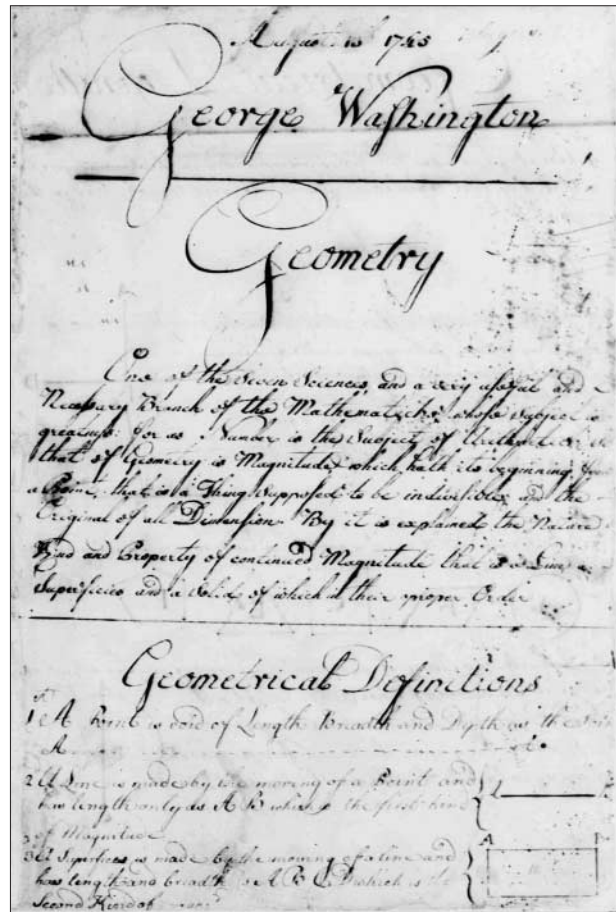 August 13 1745
George Washington
Geometry
One of the Seven Sciences, and a very useful and
Necessary Branch of the Mathematicks, whose Subject is
greatness: for as Number is the Subject of Arithmetick so
that of Geometry is Magnitude, which hath its beginning from
a Point, that is a Thing Supposed to be indivisible, and the
Original of all Dimension By it is explained the Nature
Kind and Property of continued Magnitude that is a Line a
Superficies and a Solid of which in their proper Order
Geometrical Definitions
1 A Point is void of Length Breadth and Depth as the
A
2 A Line is made by the moving of a Point and
has length only as A B which is the first kind
of Magnitude
3 A Superfices is made by the moving of a line and
has length and breadth as A B C D which is the
Second Kind of
A